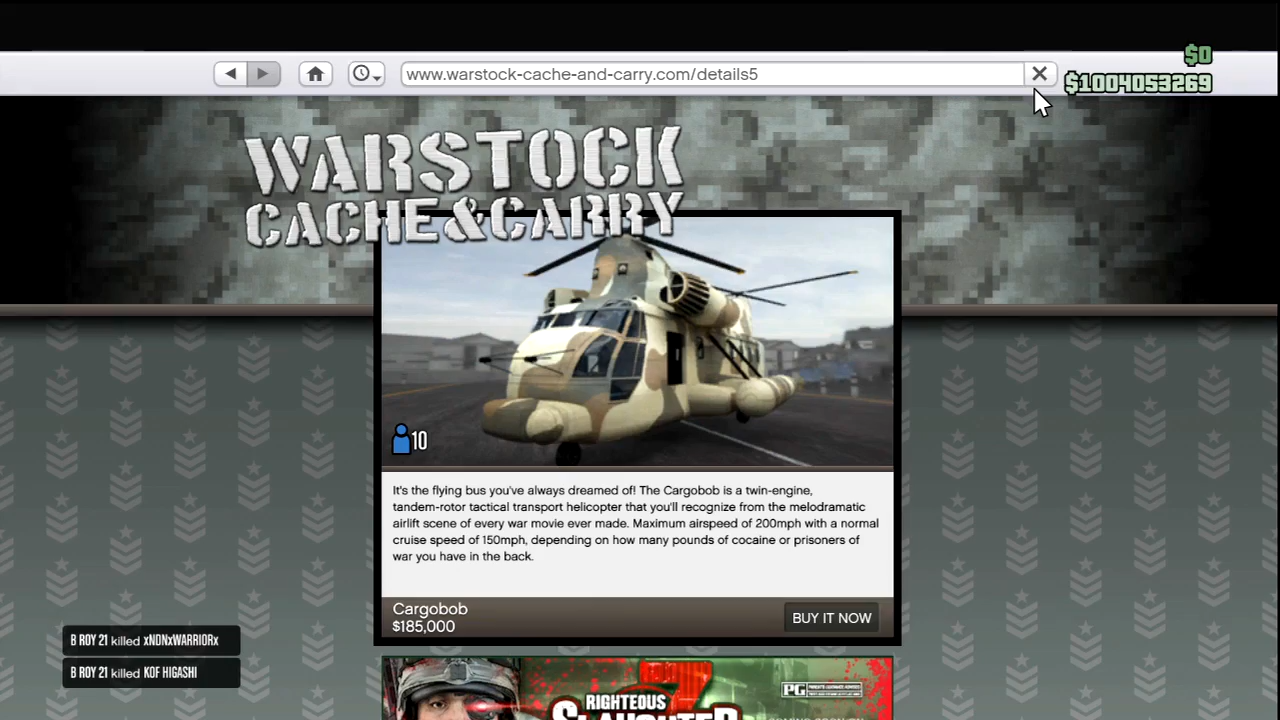 www.warstock-cache-and-carry.com/details5
$0
$1004053269
WARSTOCK
CACHE&CARRY
10
It's the flying bus you've always dreamed of! The Cargobob is a twin-engine,
tandem-rotor tactical transport helicopter that you'll recognize from the melodramatic
airlift scene of every war movie ever made. Maximum airspeed of 200mph with a normal
cruise speed of 150mph, depending on how many pounds of cocaine or prisoners of
war you have in the back.
Cargobob
$185,000
BUY IT NOW
B ROY 21 killed xNDNxWARRIORx
B ROY 21 killed KOF HIGASHI
RIGHTEOUS
SLAUGHTER
7
PG